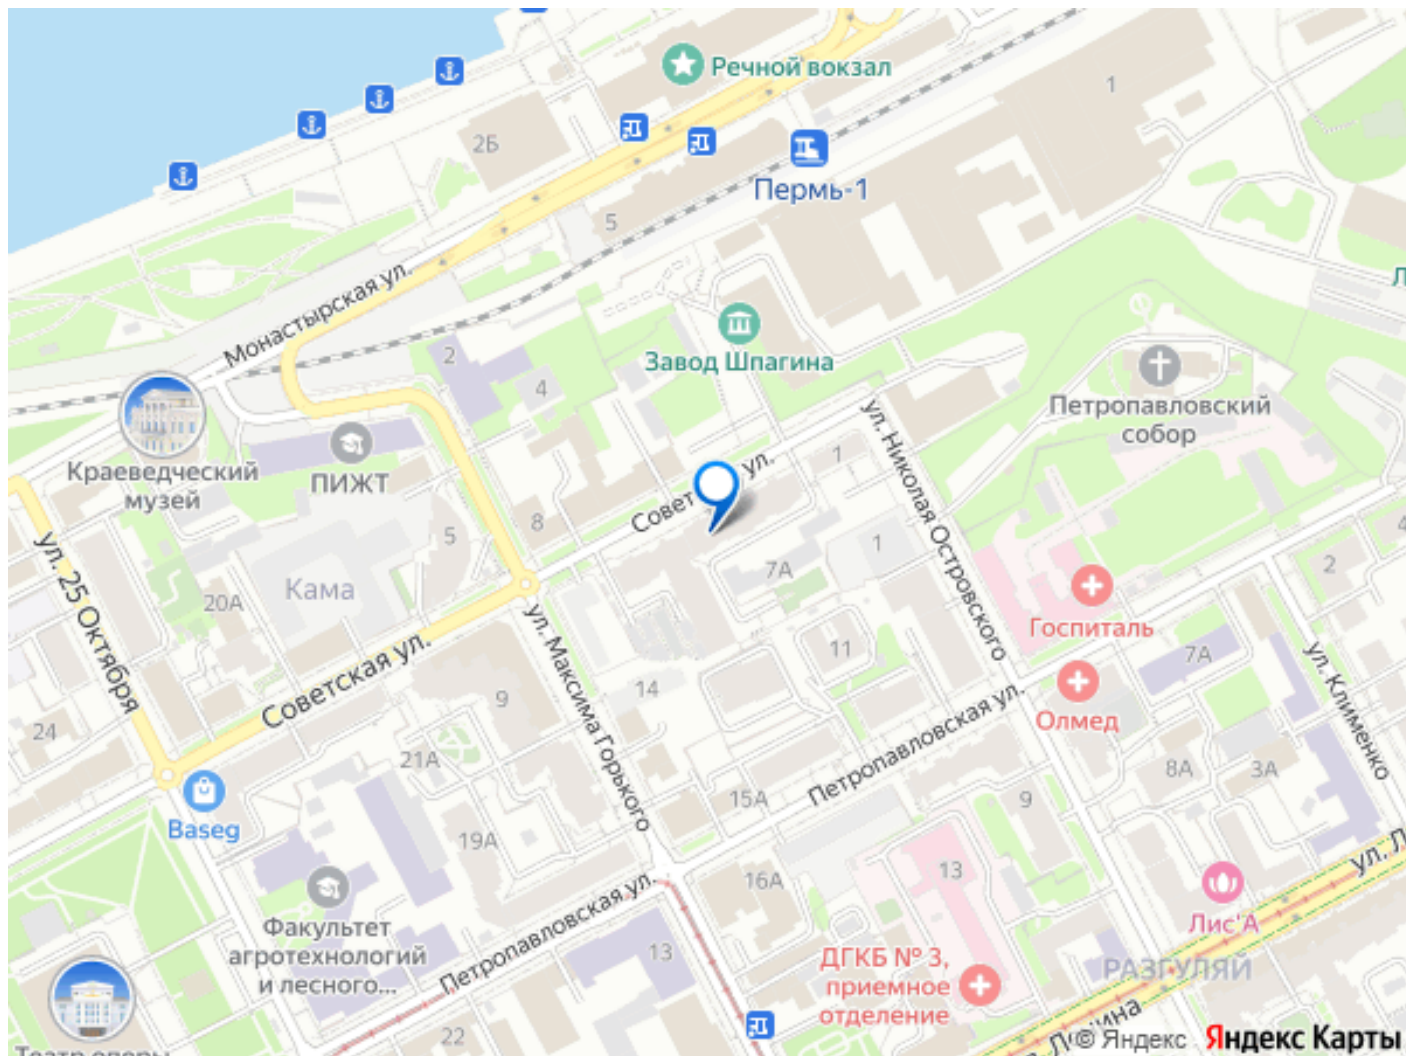 Речной вокзал
1
2Б
Пермь-1
5
Монастырская ул.
2
4
Завод Шпагина
Петропавловский
собор
Краеведческий
музей
ПИЖТ
ул. Николая Островского
1
Совет
ул.
8
5
1
7А
2
4
Кама
20А
Госпиталь
ул. 25 Октября
ул. Максима Горького
Советская ул.
11
7А
ул. Клименко
14
9
Олмед
24
21А
Петропавловская ул.
8А
3А
15А
9
Baseg
19А
13
16А
ул. Л
Лис'А
Петропавловская ул.
Факультет
агротехнологий
и лесного...
13
ДГКБ № 3,
приемное
отделение
РАЗГУЛЯЙ
22
© Яндекс
Яндекс Карты